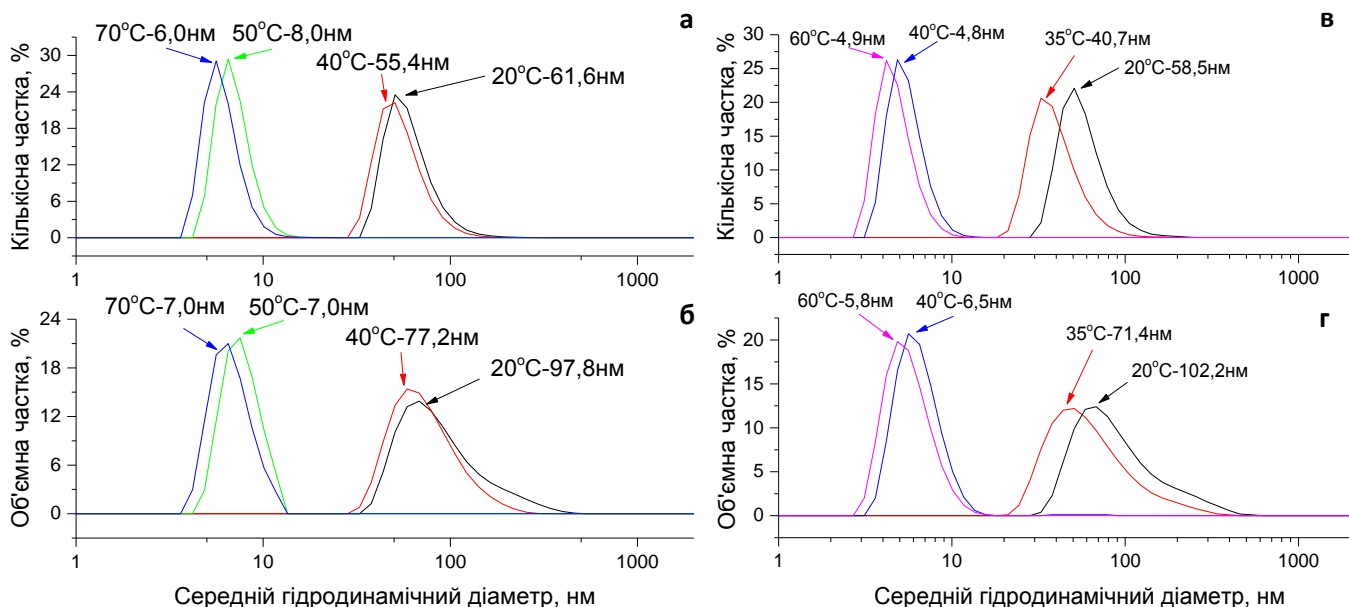 а
70°C-6,0нм
50°C-8,0нм
40°C-55,4нм
20°C-61,6нм
Кількісна частка, %
30
24
18
12
6
0
1
10
100
1000
в
60°C-4,9нм
40°C-4,8нм
35°C-40,7нм
20°C-58,5нм
Кількісна частка, %
30
25
20
15
10
5
0
1
10
100
1000
б
70°C-7,0нм
50°C-7,0нм
40°C-77,2нм
20°C-97,8нм
Об'ємна частка, %
24
18
12
6
0
1
10
100
1000
Середній гідродинамічний діаметр, нм
г
60°C-5,8нм
40°C-6,5нм
35°C-71,4нм
20°C-102,2нм
Об'ємна частка, %
20
15
10
5
0
1
10
100
1000
Середній гідродинамічний діаметр, нм